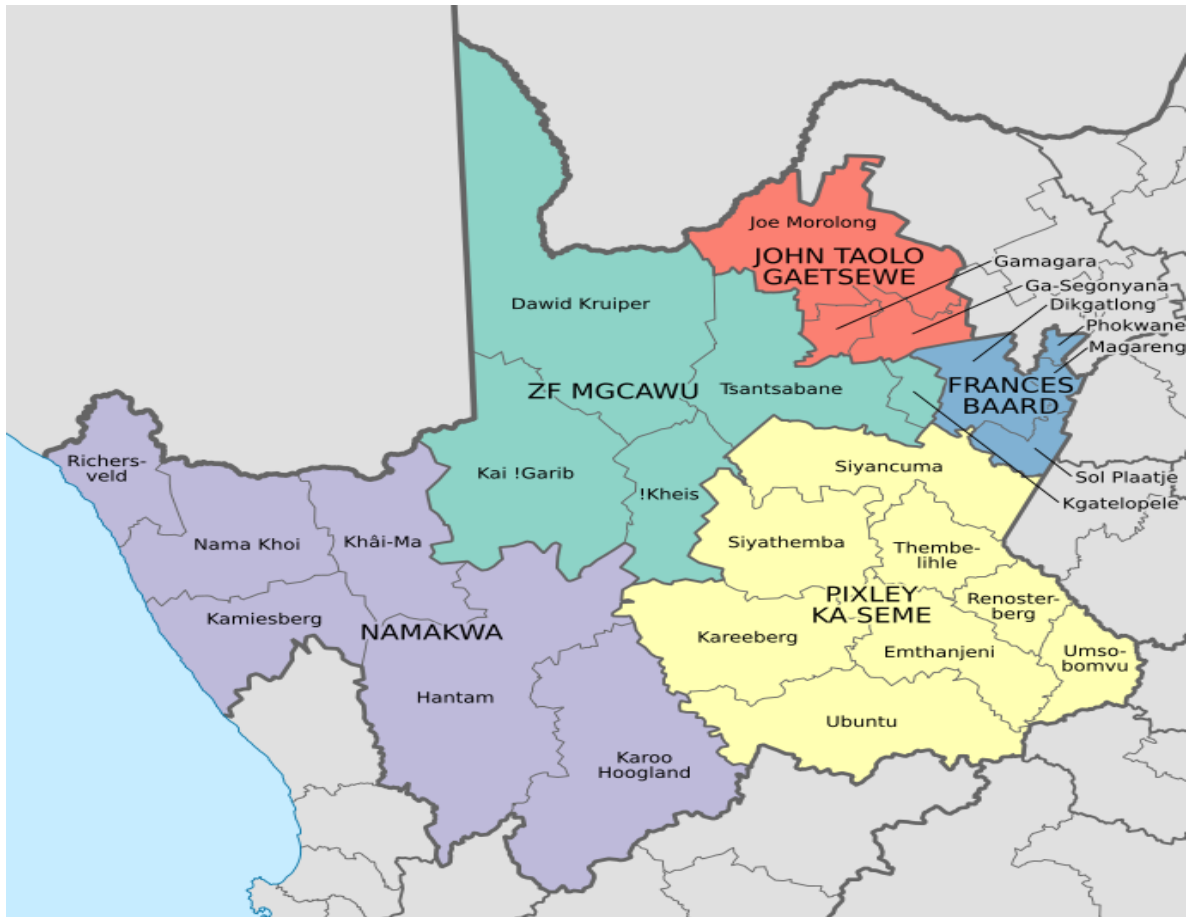 Joe Morolong
JOHN TAOLO
GAETSEWE
Gamagara
Ga-Segonyana
Dikgatlong
Phokwane
Magareng
Dawid Kruiper
ZF MGCAWU
Tsantsabane
FRANCES
BAARD
Richers-
veld
Kai !Garib
!Kheis
Siyancuma
Sol Plaatje
Kgatelopele
Nama Khoi
Khâi-Ma
Siyathemba
Thembe-
lihle
Kamiesberg
NAMAKWA
PIXLEY
KA SEME
Renoster-
berg
Kareeberg
Emthanjeni
Umso-
bomvu
Hantam
Ubuntu
Karoo
Hoogland